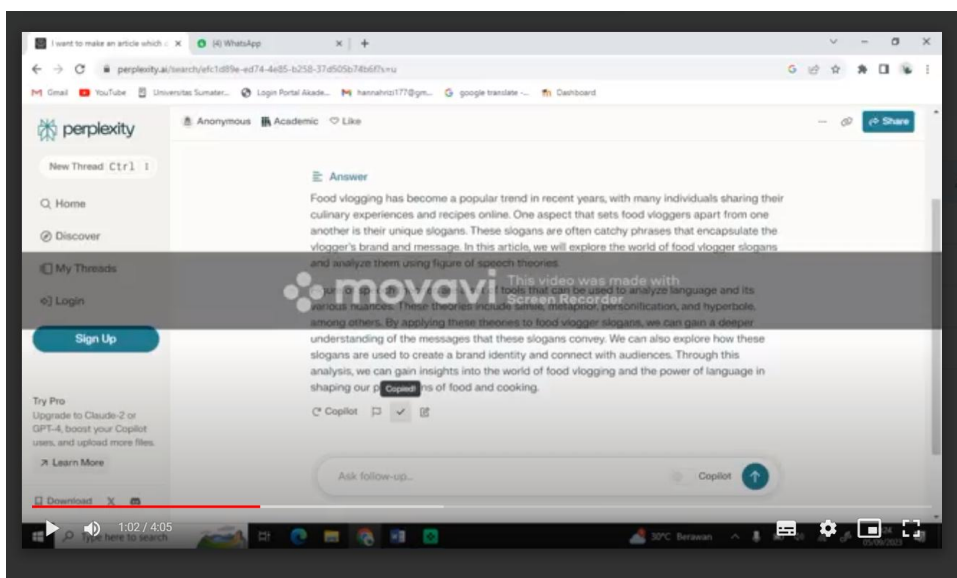 I want to make an article which c
(4) WhatsApp
perplexity.ai/search/efc1d89e-ed74-4e85-b258-37d505b74b6f?s=u
Gmail YouTube Universitas Sumater... Login Portal Akade... hannahrizi177@gm... google translate -... Dashboard
perplexity
Anonymous Academic Like
Share
New Thread Ctrl I
Home
Discover
My Threads
Login
Sign Up
Answer
Food vlogging has become a popular trend in recent years, with many individuals sharing their
culinary experiences and recipes online. One aspect that sets food vloggers apart from one
another is their unique slogans. These slogans are often catchy phrases that encapsulate the
vlogger's brand and message. In this article, we will explore the world of food vlogger slogans
and analyze them using figure of speech theories.
tools that can be used to analyze language and its
various nuances. These theories include simile, metaphor, personification, and hyperbole,
among others. By applying these theories to food vlogger slogans, we can gain a deeper
understanding of the messages that these slogans convey. We can also explore how these
slogans are used to create a brand identity and connect with audiences. Through this
analysis, we can gain insights into the world of food vlogging and the power of language in
shaping our p ns of food and cooking.
Copied!
Copilot
movavi
This video was made with
Screen Recorder
Try Pro
Upgrade to Claude-2 or
GPT-4, boost your Copilot
uses, and upload more files.
Learn More
Download
Ask follow-up...
Copilot
1:02 / 4:05
Type here to search
30°C Berawan
05/09/2023